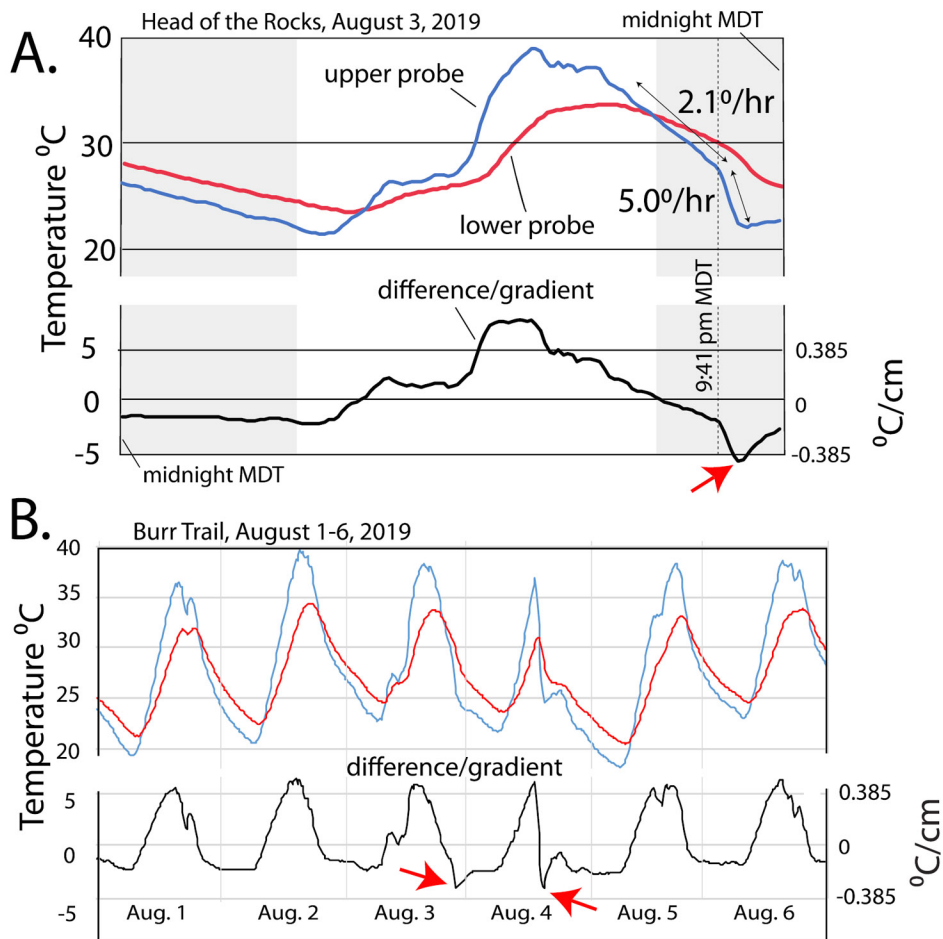 A.
Head of the Rocks, August 3, 2019
midnight MDT
40
upper probe
2.1⁰/hr
30
5.0⁰/hr
lower probe
20
Temperature ⁰C
difference/gradient
9:41 pm MDT
5
0.385
0
0
-5
-0.385
⁰C/cm
midnight MDT
B.
Burr Trail, August 1-6, 2019
40
35
30
25
20
Temperature ⁰C
difference/gradient
5
0.385
0
0
-0.385
-5
⁰C/cm
Aug. 1
Aug. 2
Aug. 3
Aug. 4
Aug. 5
Aug. 6